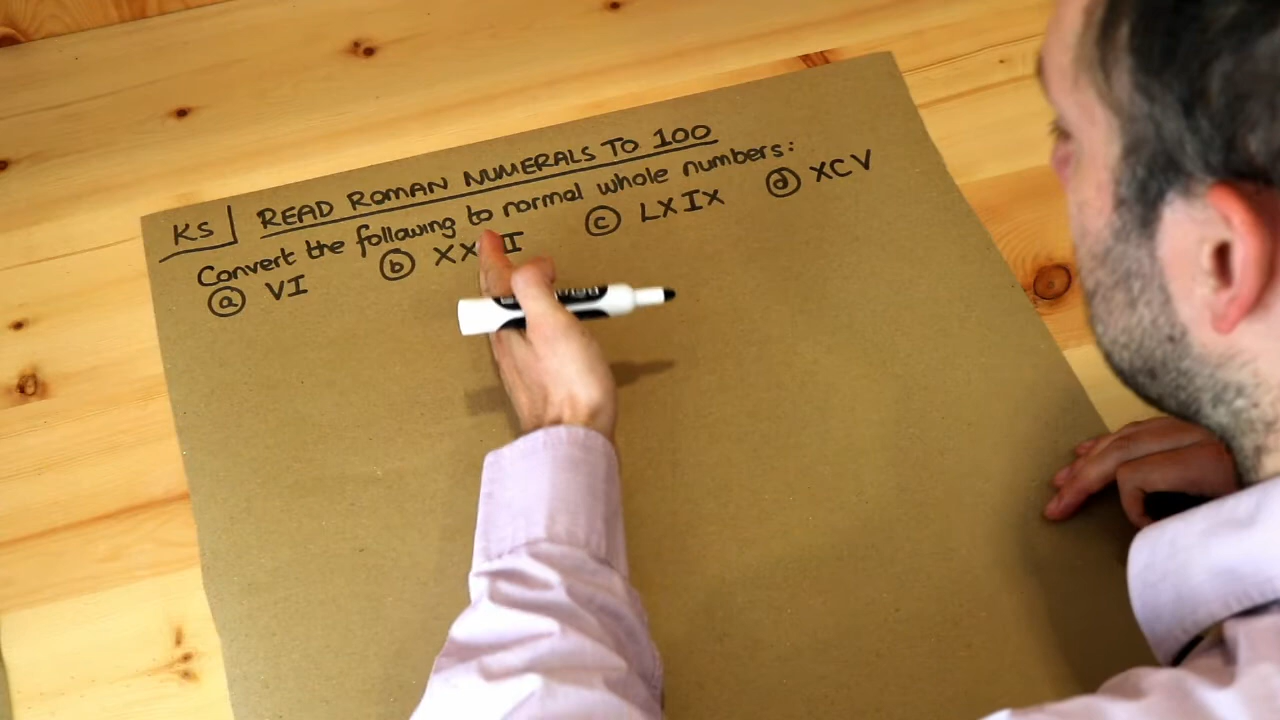 KS READ ROMAN NUMERALS TO 100
Convert the following to normal whole numbers:
a VI b c LXIX d XCV